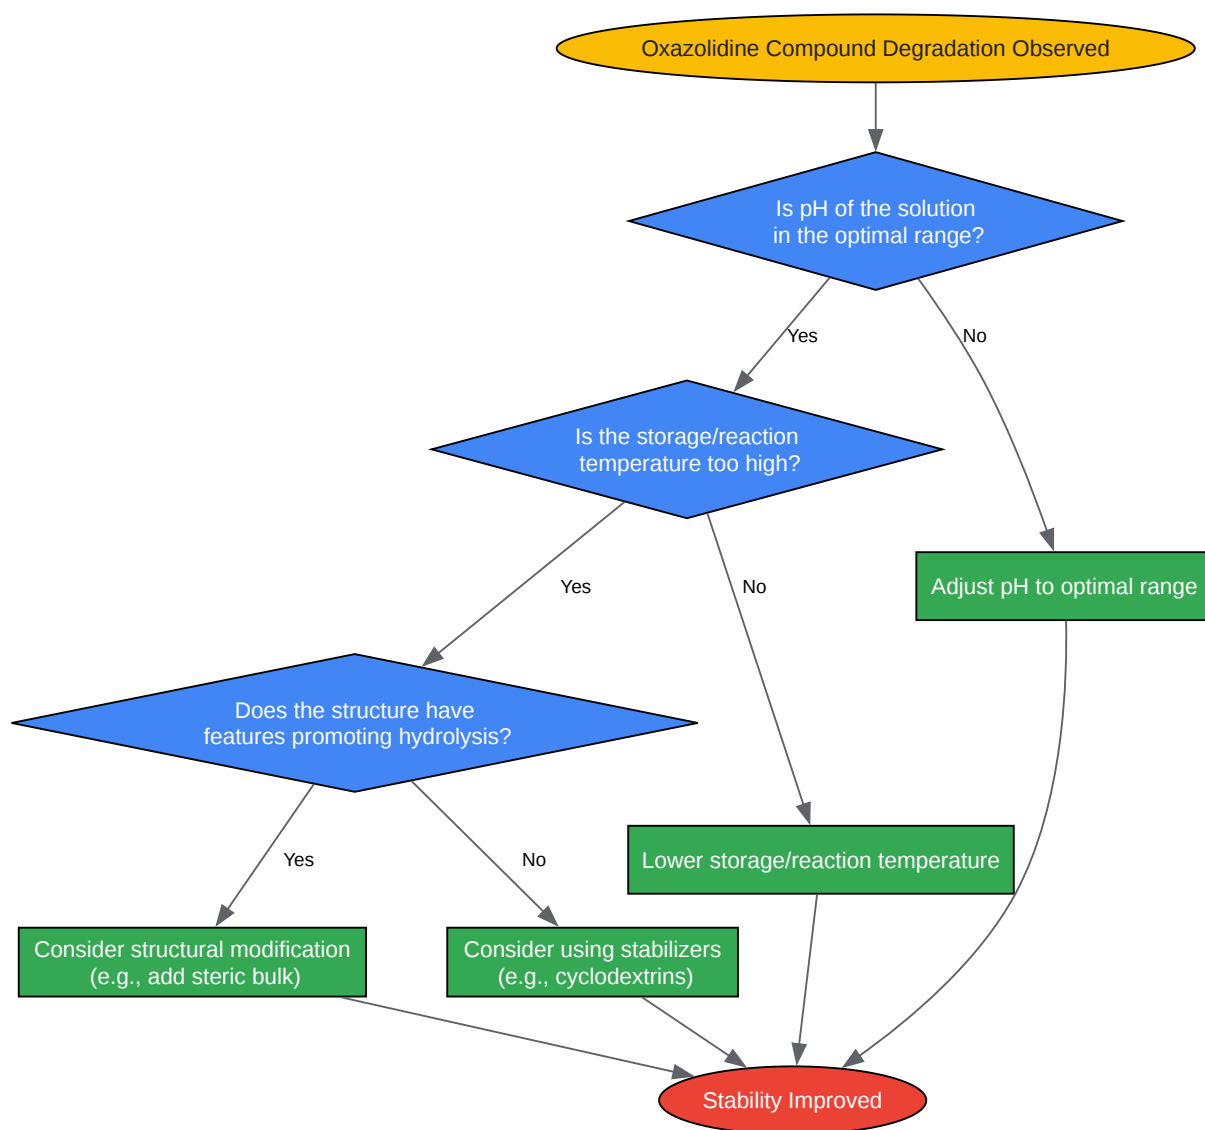 Oxazolidine Compound Degradation Observed
Is pH of the solution
in the optimal range?
Yes
No
Is the storage/reaction
temperature too high?
Yes
No
Adjust pH to optimal range
Does the structure have
features promoting hydrolysis?
Yes
No
Lower storage/reaction temperature
Consider structural modification
(e.g., add steric bulk)
Consider using stabilizers
(e.g., cyclodextrins)
Stability Improved